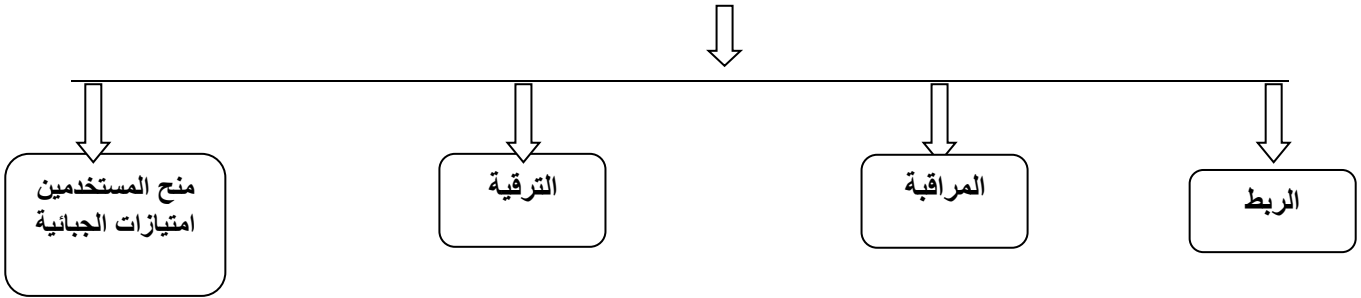 الربط
المراقبة
الترقية
منح المستخدمين
امتيازات الجبائية